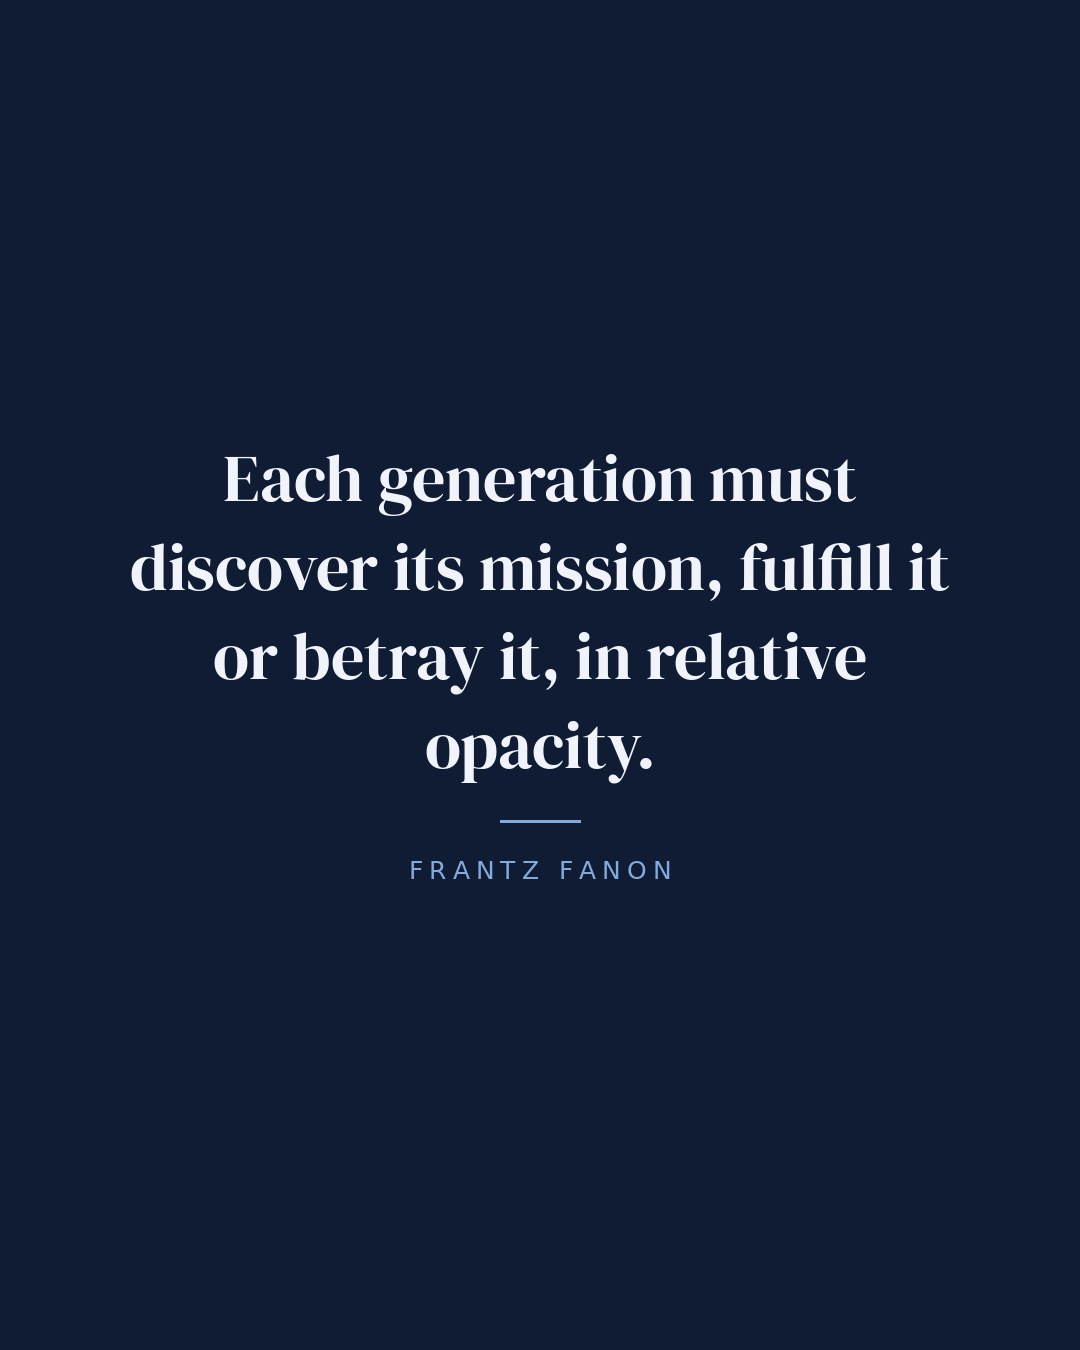 Each generation must
discover its mission, fulfill it
or betray it, in relative
opacity.
FRANTZ FANON